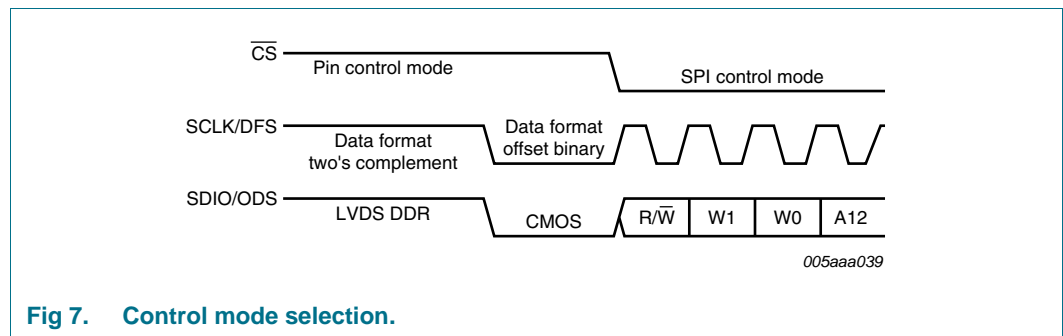 C̅S̅
Pin control mode
SPI control mode
SCLK/DFS
Data format
two's complement
Data format
offset binary
SDIO/ODS
LVDS DDR
CMOS
R/W̅
W1
W0
A12
005aaa039
Fig 7. Control mode selection.